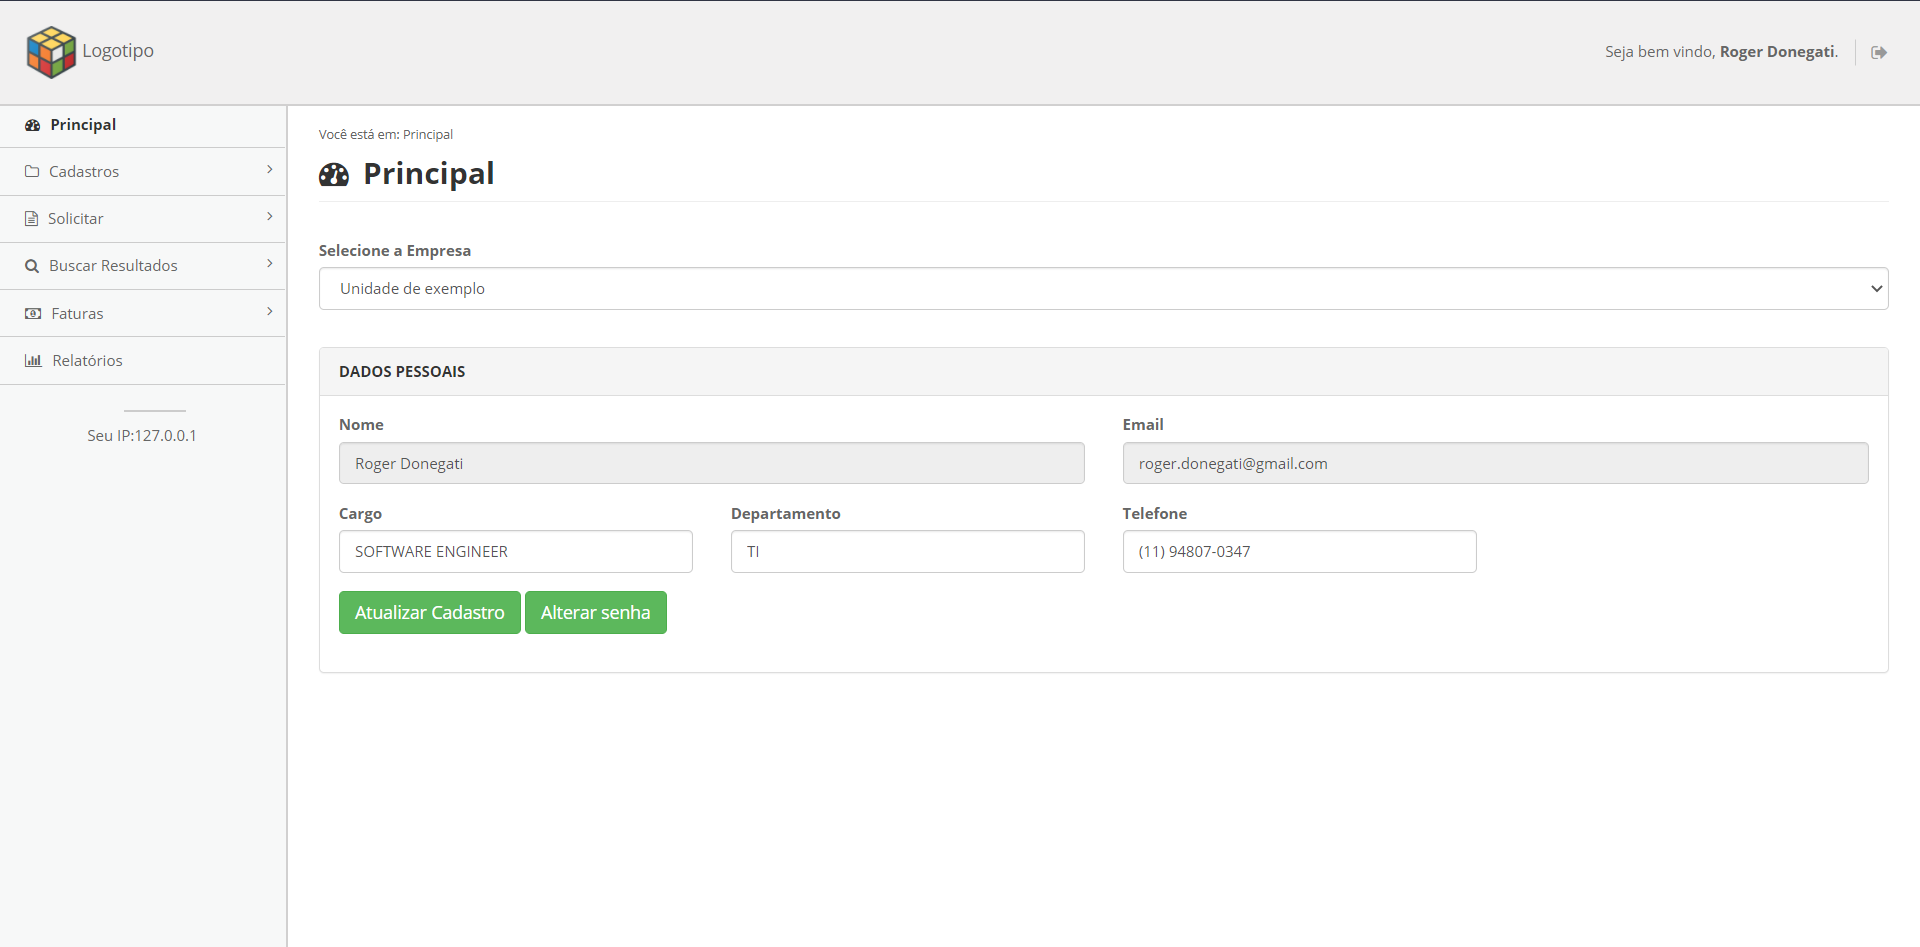 Logotipo
Seja bem vindo, Roger Donegati.
Principal
Cadastros
Solicitar
Buscar Resultados
Faturas
Relatórios
Seu IP:127.0.0.1
Você está em: Principal
Principal
Selecione a Empresa
Unidade de exemplo
DADOS PESSOAIS
Nome
Email
Roger Donegati
roger.donegati@gmail.com
Cargo
Departamento
Telefone
SOFTWARE ENGINEER
TI
(11) 94807-0347
Atualizar Cadastro
Alterar senha